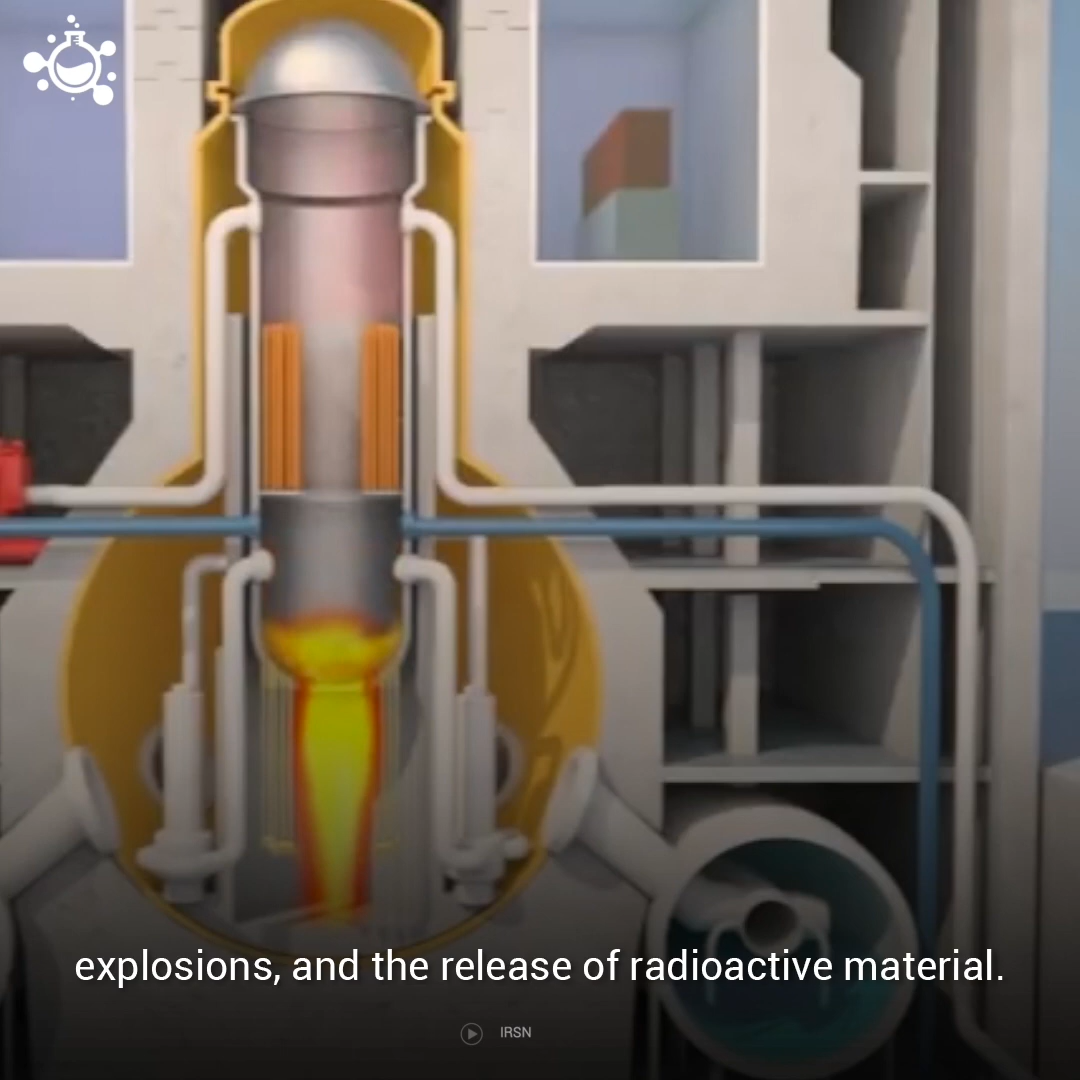 explosions, and the release of radioactive material.
IRSN